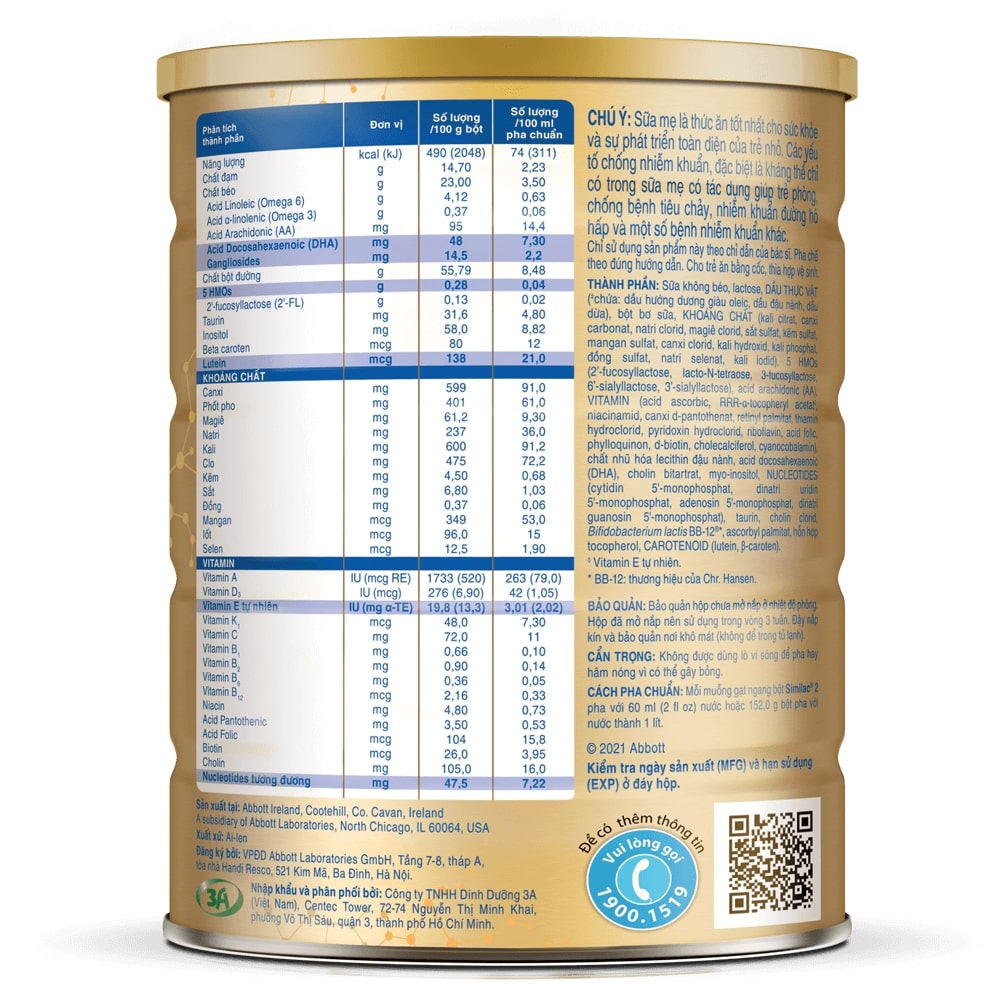 Phân tích thành phần | Đơn vị | Số lượng /100 g bột | Số lượng /100 ml pha chuẩn
Năng lượng | kcal (kJ) | 490 (2048) | 74 (311)
Chất đạm | g | 14,70 | 2,23
Chất béo | g | 23,00 | 3,50
Acid Linoleic (Omega 6) | g | 4,12 | 0,63
Acid α-linolenic (Omega 3) | g | 0,37 | 0,06
Acid Arachidonic (AA) | mg | 95 | 14,4
Acid Docosahexaenoic (DHA) | mg | 48 | 7,30
Gangliosides | mg | 14,5 | 2,2
Chất bột đường | g | 55,79 | 8,48
5 HMOs | g | 0,28 | 0,04
2'-fucosyllactose (2'-FL) | g | 0,13 | 0,02
Taurin | mg | 31,6 | 4,80
Inositol | mg | 58,0 | 8,82
Beta caroten | mcg | 80 | 12
Lutein | mcg | 138 | 21,0
KHOÁNG CHẤT
Canxi | mg | 599 | 91,0
Phốt pho | mg | 401 | 61,0
Magiê | mg | 61,2 | 9,30
Natri | mg | 237 | 36,0
Kali | mg | 600 | 91,2
Clo | mg | 475 | 72,2
Kẽm | mg | 4,50 | 0,68
Sắt | mg | 6,80 | 1,03
Đồng | mg | 0,37 | 0,06
Mangan | mcg | 349 | 53,0
Iốt | mcg | 96,0 | 15
Selen | mcg | 12,5 | 1,90
VITAMIN
Vitamin A | IU (mcg RE) | 1733 (520) | 263 (79,0)
Vitamin D3 | IU (mcg) | 276 (6,90) | 42 (1,05)
Vitamin E tự nhiên | IU (mg α-TE) | 19,8 (13,3) | 3,01 (2,02)
Vitamin K1 | mcg | 48,0 | 7,30
Vitamin C | mg | 72,0 | 11
Vitamin B1 | mg | 0,66 | 0,10
Vitamin B2 | mg | 0,90 | 0,14
Vitamin B6 | mg | 0,36 | 0,05
Vitamin B12 | mcg | 2,16 | 0,33
Niacin | mg | 4,80 | 0,73
Acid Pantothenic | mg | 3,50 | 0,53
Acid Folic | mcg | 104 | 15,8
Biotin | mcg | 26,0 | 3,95
Cholin | mg | 105,0 | 16,0
Nucleotides tương đương | mg | 47,5 | 7,22
Sản xuất tại: Abbott Ireland, Cootehill, Co. Cavan, Ireland
A subsidiary of Abbott Laboratories, North Chicago, IL 60064, USA
Xuất xứ: Ai-len
Đăng ký bởi: VPĐD Abbott Laboratories GmbH, Tầng 7-8, tháp A,
tòa nhà Handi Resco, 521 Kim Mã, Ba Đình, Hà Nội.
3A
Nhập khẩu và phân phối bởi: Công ty TNHH Dinh Dưỡng 3A
(Việt Nam), Centec Tower, 72-74 Nguyễn Thị Minh Khai,
phường Võ Thị Sáu, quận 3, thành phố Hồ Chí Minh.
CHÚ Ý: Sữa mẹ là thức ăn tốt nhất cho sức khỏe
và sự phát triển toàn diện của trẻ nhỏ. Các yếu
tố chống nhiễm khuẩn, đặc biệt là kháng thể chỉ
có trong sữa mẹ có tác dụng giúp trẻ phòng,
chống bệnh tiêu chảy, nhiễm khuẩn đường hô
hấp và một số bệnh nhiễm khuẩn khác.
Chỉ sử dụng sản phẩm này theo chỉ dẫn của bác sĩ. Pha chế
theo đúng hướng dẫn. Cho trẻ ăn bằng cốc, thìa hợp vệ sinh.
THÀNH PHẦN: Sữa không béo, lactose, DẦU THỰC VẬT
(chứa: dầu hướng dương giàu oleic, dầu đậu nành, dầu
dừa), bột bơ sữa, KHOÁNG CHẤT (kali citrat, canxi
carbonat, natri clorid, magiê clorid, sắt sulfat, kẽm sulfat,
mangan sulfat, canxi clorid, kali hydroxid, kali phosphat,
đồng sulfat, natri selenat, kali iodid), 5 HMOs
(2'-fucosyllactose, lacto-N-tetraose, 3-fucosyllactose,
6'-sialyllactose, 3'-sialyllactose), acid arachidonic (AA),
VITAMIN (acid ascorbic, RRR-α-tocopheryl acetat◊,
niacinamid, canxi d-pantothenat, retinyl palmitat, thiamin
hydroclorid, pyridoxin hydroclorid, riboflavin, acid folic,
phylloquinon, d-biotin, cholecalciferol, cyanocobalamin),
chất nhũ hóa lecithin đậu nành, acid docosahexaenoic
(DHA), cholin bitartrat, myo-inositol, NUCLEOTIDES
(cytidin 5'-monophosphat, dinatri uridin
5'-monophosphat, adenosin 5'-monophosphat, dinatri
guanosin 5'-monophosphat), taurin, cholin clorid,
Bifidobacterium lactis BB-12®*, ascorbyl palmitat, hỗn hợp
tocopherol, CAROTENOID (lutein, β-caroten).
◊ Vitamin E tự nhiên.
* BB-12: thương hiệu của Chr. Hansen.
BẢO QUẢN: Bảo quản hộp chưa mở nắp ở nhiệt độ phòng.
Hộp đã mở nắp nên sử dụng trong vòng 3 tuần. Đậy nắp
kín và bảo quản nơi khô mát (không để trong tủ lạnh).
CẨN TRỌNG: Không được dùng lò vi sóng để pha hay
hâm nóng vì có thể gây bỏng.
CÁCH PHA CHUẨN: Mỗi muỗng gạt ngang bột Similac® 2
pha với 60 ml (2 fl oz) nước hoặc 152,0 g bột pha với
nước thành 1 lít.
© 2021 Abbott
Kiểm tra ngày sản xuất (MFG) và hạn sử dụng
(EXP) ở đáy hộp.
Để có thêm thông tin
Vui lòng gọi
1900.1519